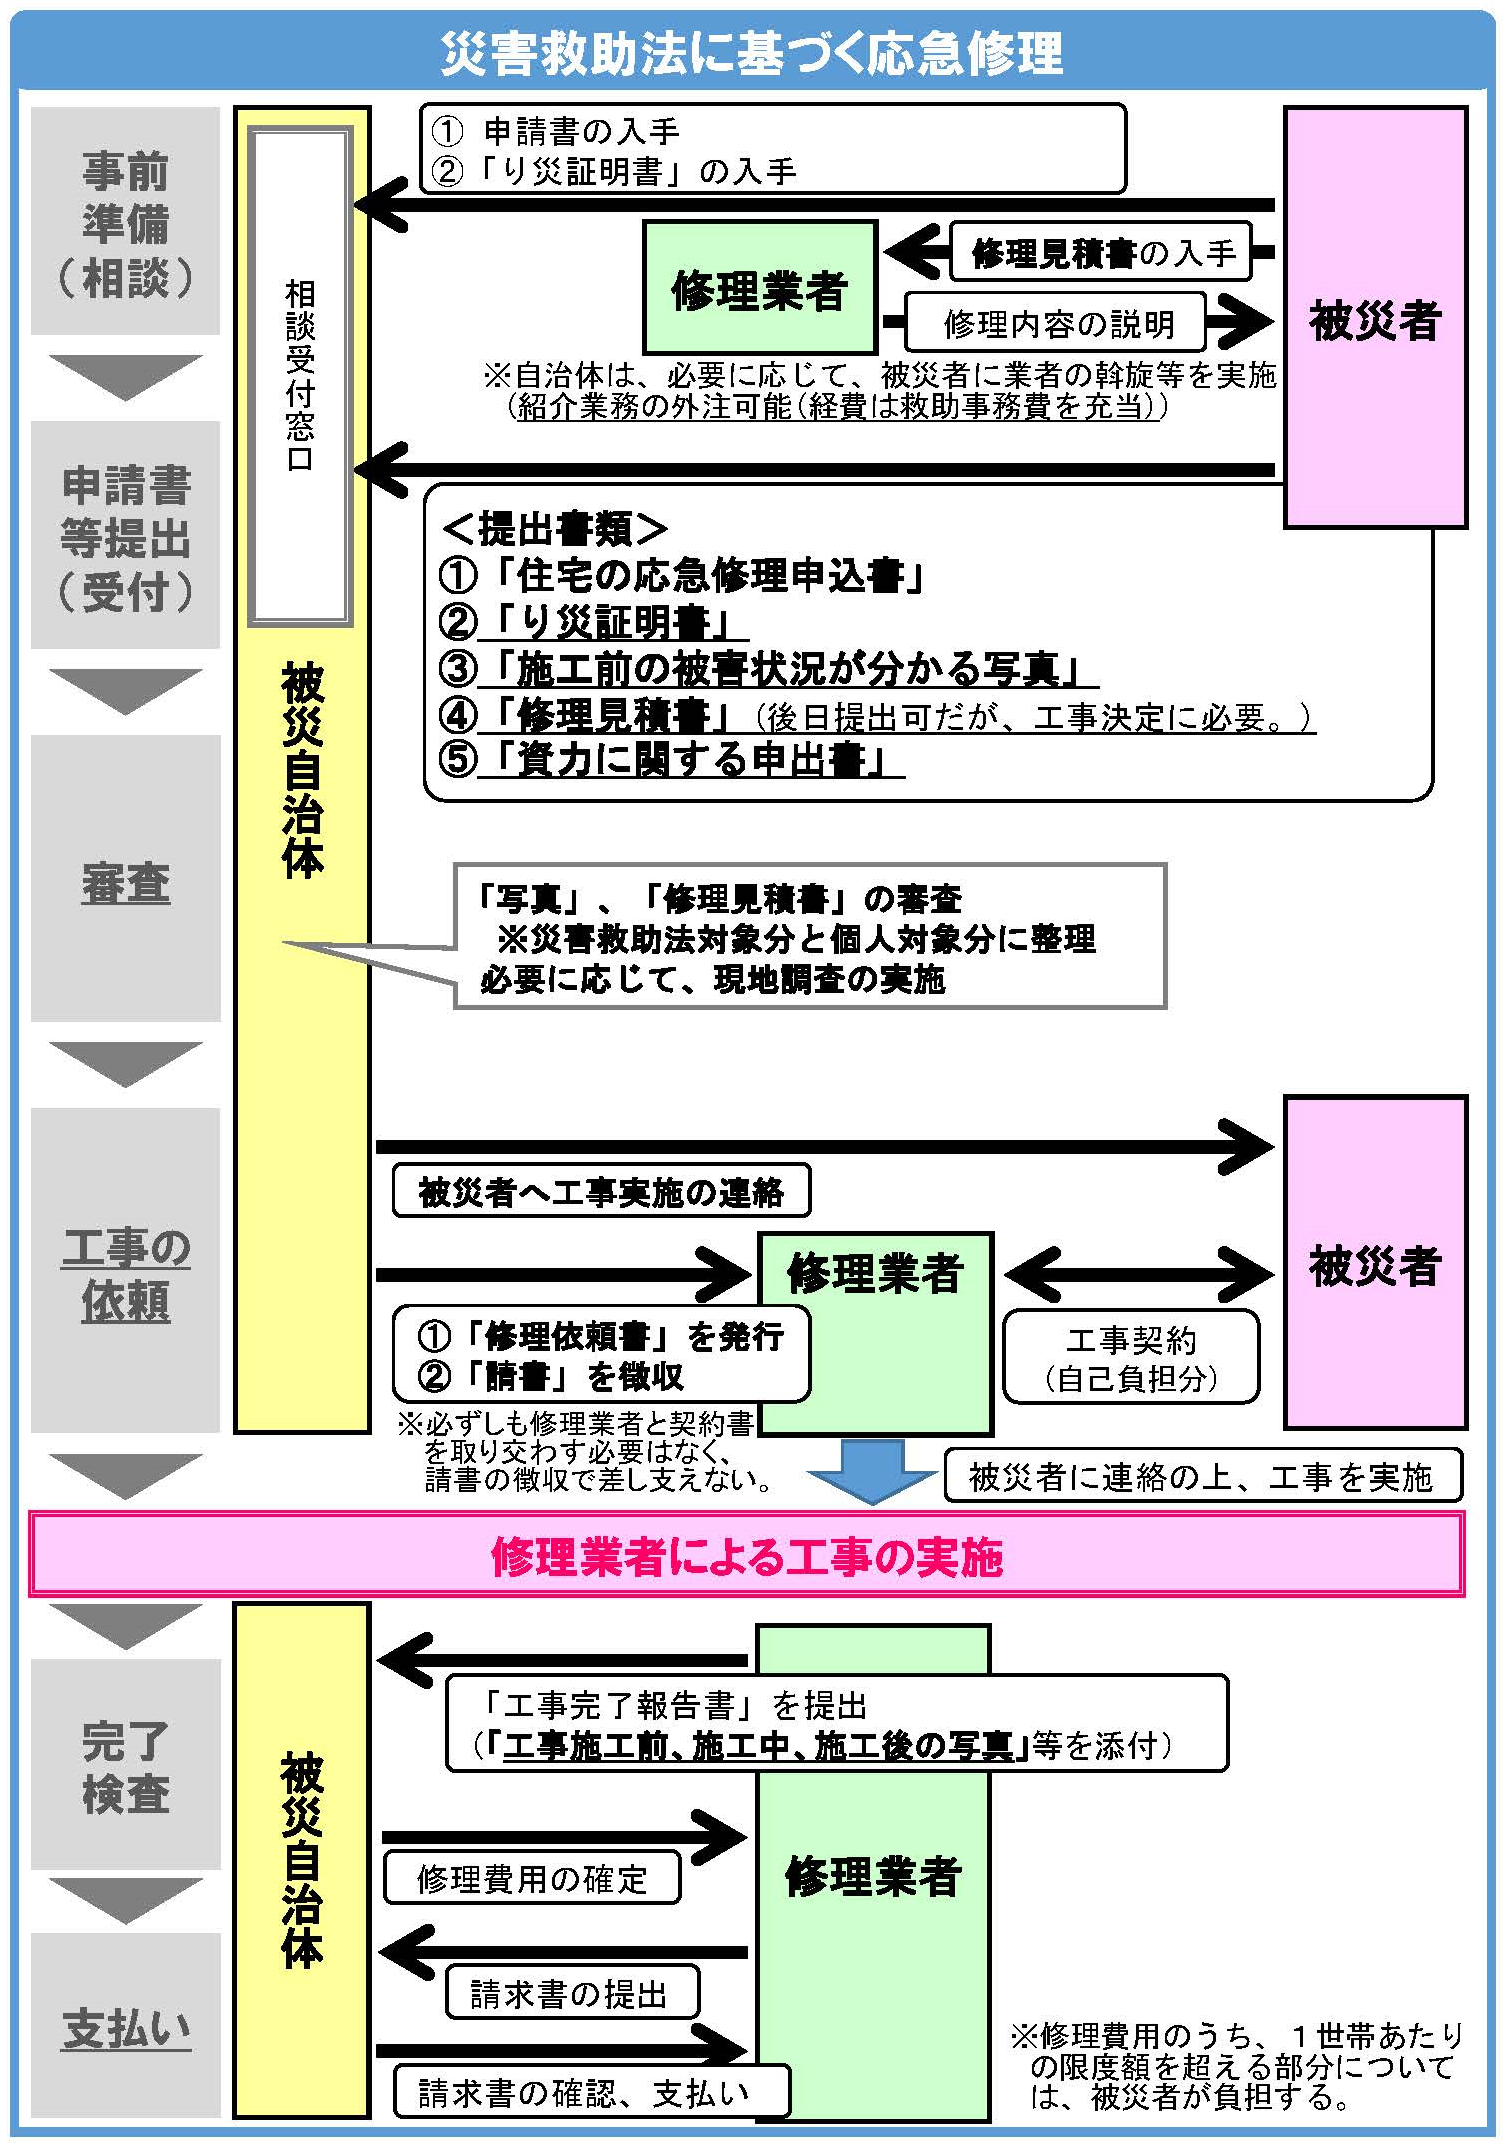 災害救助法に基づく応急修理
事前
準備
（相談）
① 申請書の入手
②「り災証明書」の入手
修理業者
修理見積書の入手
修理内容の説明
被災者
相談受付窓口
※自治体は、必要に応じて、被災者に業者の斡旋等を実施
（紹介業務の外注可能（経費は救助事務費を充当））
申請書
等提出
（受付）
＜提出書類＞
①「住宅の応急修理申込書」
②「り災証明書」
③「施工前の被害状況が分かる写真」
④「修理見積書」（後日提出可だが、工事決定に必要。）
⑤「資力に関する申出書」
被災自治体
審査
「写真」、「修理見積書」の審査
※災害救助法対象分と個人対象分に整理
必要に応じて、現地調査の実施
工事の
依頼
被災者へ工事実施の連絡
修理業者
被災者
①「修理依頼書」を発行
②「請書」を徴収
工事契約
（自己負担分）
※必ずしも修理業者と契約書
を取り交わす必要はなく、
請書の徴収で差し支えない。
被災者に連絡の上、工事を実施
修理業者による工事の実施
完了
検査
被災自治体
「工事完了報告書」を提出
（「工事施工前、施工中、施工後の写真」等を添付）
修理費用の確定
修理業者
支払い
請求書の提出
請求書の確認、支払い
※修理費用のうち、１世帯あたり
の限度額を超える部分について
は、被災者が負担する。